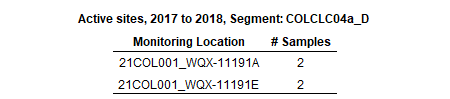 Active sites, 2017 to 2018, Segment: COLCLC04a_D
Monitoring Location # Samples
21COL001_WQX-11191A 2
21COL001_WQX-11191E 2